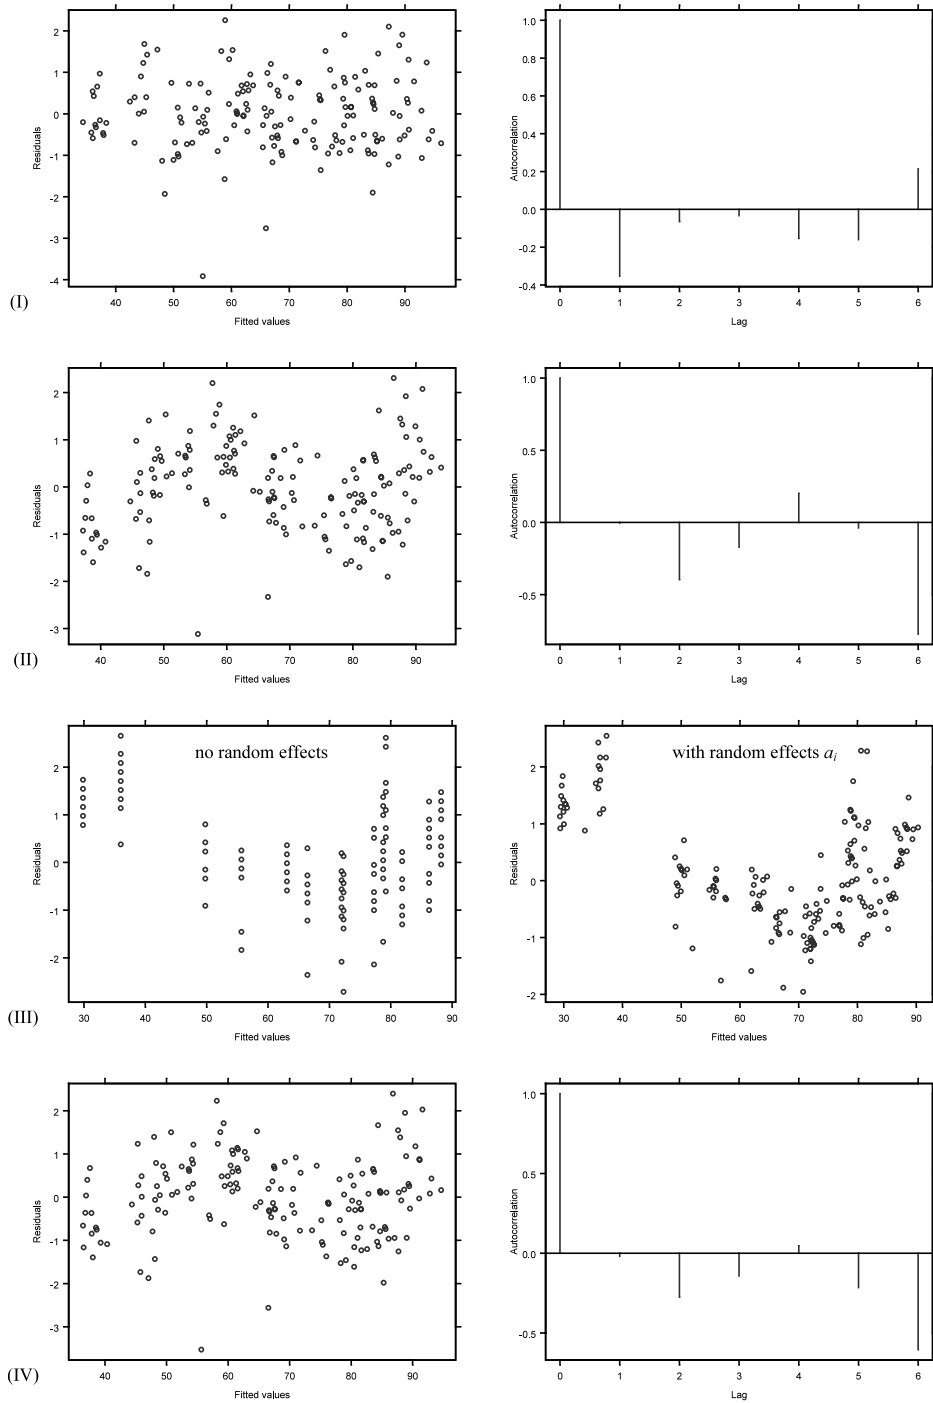 2
1
0
-1
-2
-3
-4
Residuals
40 50 60 70 80 90
Fitted values
(I)
1.0
0.8
0.6
0.4
0.2
0.0
-0.2
-0.4
Autocorrelation
0 1 2 3 4 5 6
Lag
2
1
0
-1
-2
-3
Residuals
40 50 60 70 80 90
Fitted values
(II)
1.0
0.5
0.0
-0.5
Autocorrelation
0 1 2 3 4 5 6
Lag
no random effects
2
1
0
-1
-2
Residuals
30 40 50 60 70 80 90
Fitted values
(III)
with random effects ai
2
1
0
-1
-2
Residuals
30 40 50 60 70 80 90
Fitted values
2
1
0
-1
-2
-3
Residuals
40 50 60 70 80 90
Fitted values
(IV)
1.0
0.5
0.0
-0.5
Autocorrelation
0 1 2 3 4 5 6
Lag